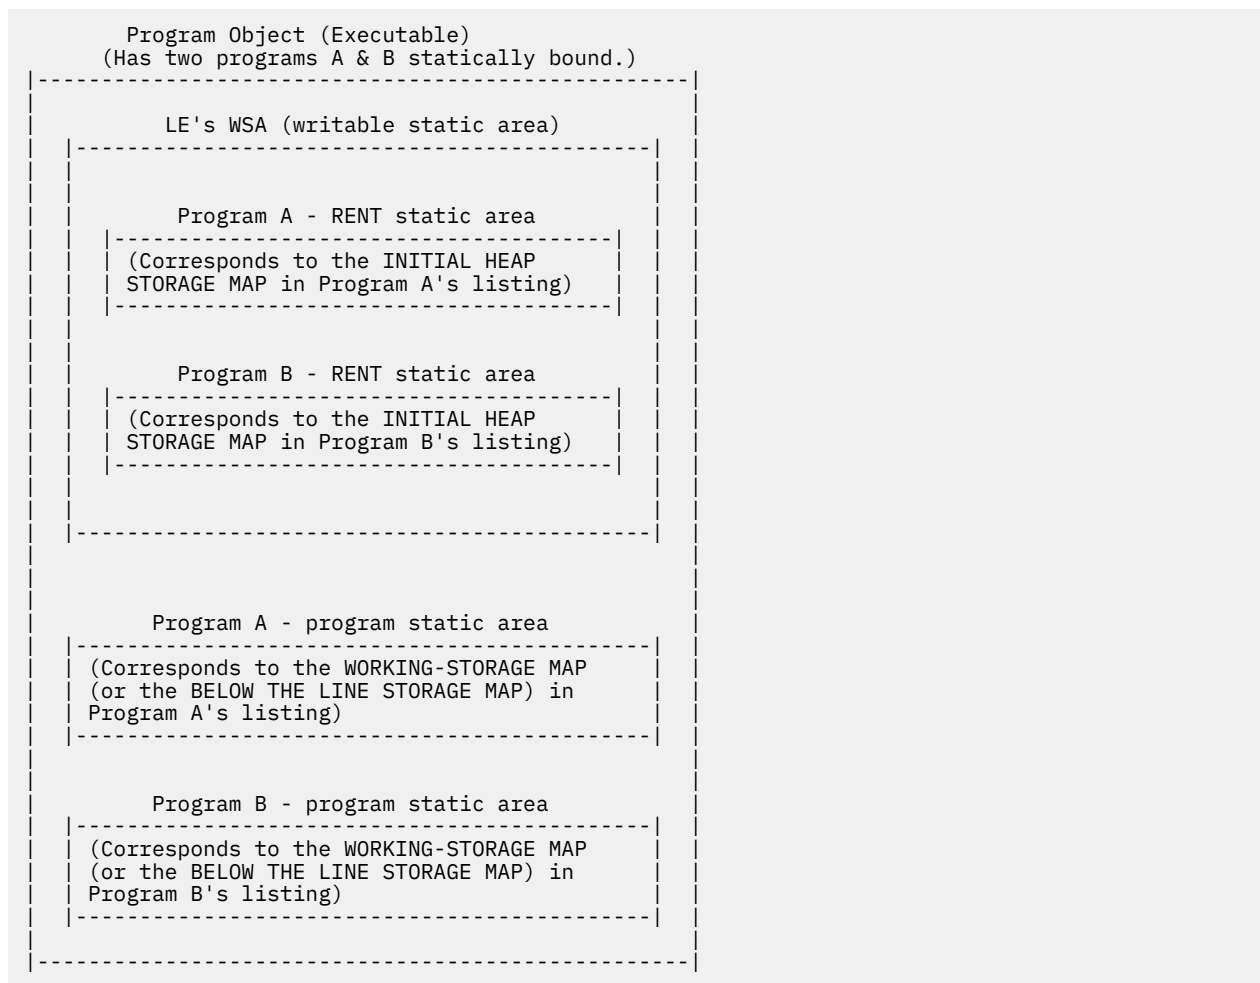 Program Object (Executable)
(Has two programs A & B statically bound.)
LE's WSA (writable static area)
Program A - RENT static area
(Corresponds to the INITIAL HEAP
STORAGE MAP in Program A's listing)
Program B - RENT static area
(Corresponds to the INITIAL HEAP
STORAGE MAP in Program B's listing)
Program A - program static area
(Corresponds to the WORKING-STORAGE MAP
(or the BELOW THE LINE STORAGE MAP) in
Program A's listing)
Program B - program static area
(Corresponds to the WORKING-STORAGE MAP
(or the BELOW THE LINE STORAGE MAP) in
Program B's listing)